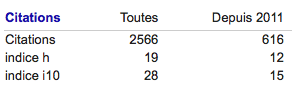 Citations Toutes Depuis 2011
Citations 2566 616
indice h 19 12
indice i10 28 15